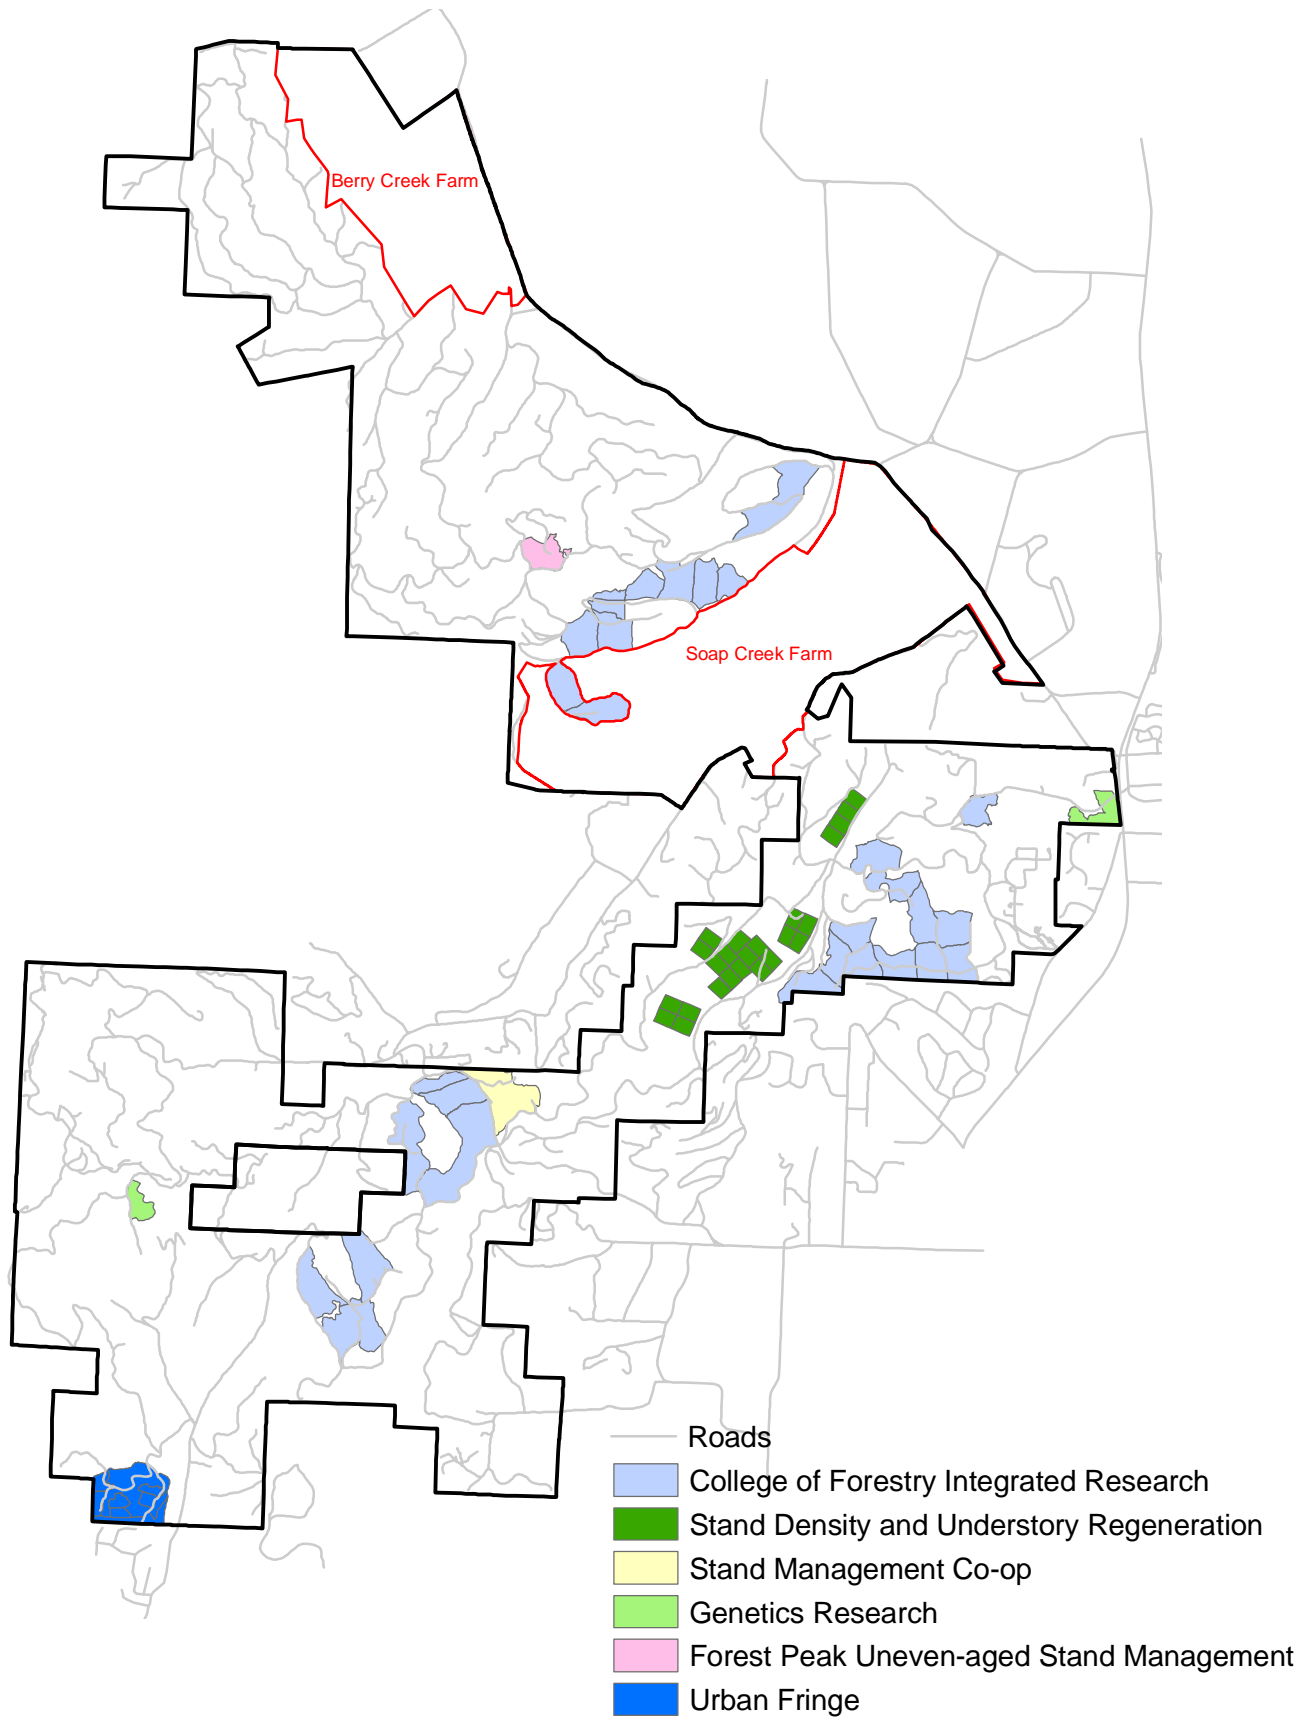 Berry Creek Farm
Soap Creek Farm
Roads
College of Forestry Integrated Research
Stand Density and Understory Regeneration
Stand Management Co-op
Genetics Research
Forest Peak Uneven-aged Stand Management
Urban Fringe